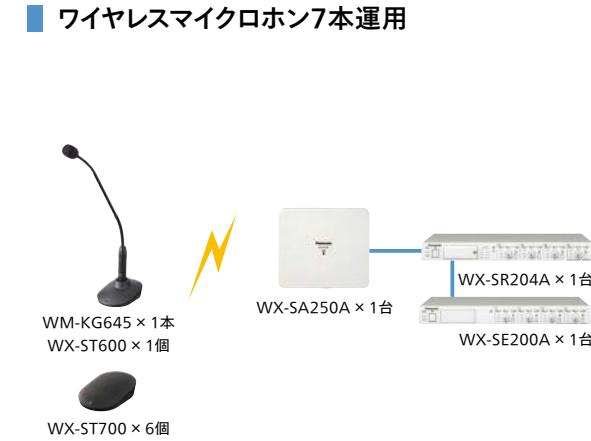 ワイヤレスマイクロホン7本運用
Panasonic
WX-SR204A × 1台
WX-SA250A × 1台
WM-KG645 × 1本
WX-ST600 × 1個
WX-SE200A × 1台
WX-ST700 × 6個